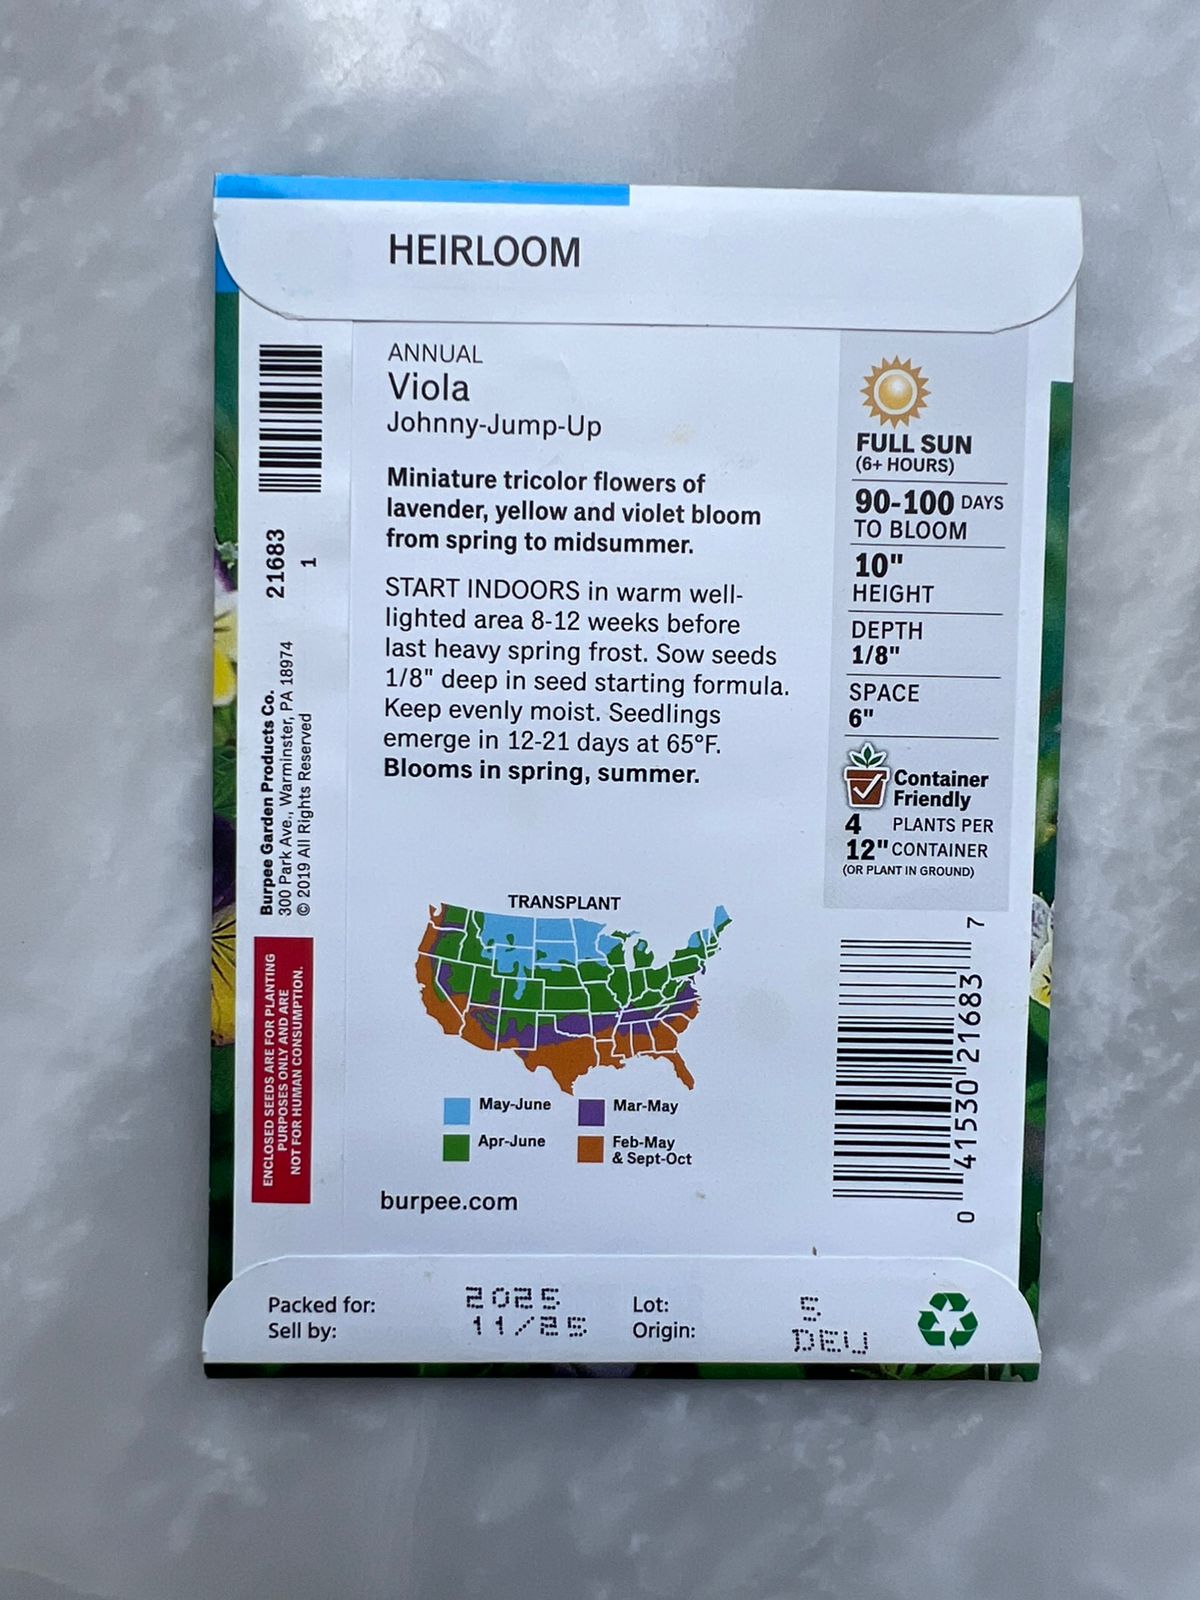 HEIRLOOM
ANNUAL
Viola
Johnny-Jump-Up
Miniature tricolor flowers of
lavender, yellow and violet bloom
from spring to midsummer.
START INDOORS in warm well-
lighted area 8-12 weeks before
last heavy spring frost. Sow seeds
1/8" deep in seed starting formula.
Keep evenly moist. Seedlings
emerge in 12-21 days at 65°F.
Blooms in spring, summer.
FULL SUN
(6+ HOURS)
90-100 DAYS
TO BLOOM
10"
HEIGHT
DEPTH
1/8"
SPACE
6"
Container
Friendly
4 PLANTS PER
12" CONTAINER
(OR PLANT IN GROUND)
21683
1
Burpee Garden Products Co.
300 Park Ave., Warminster, PA 18974
© 2019 All Rights Reserved
ENCLOSED SEEDS ARE FOR PLANTING
PURPOSES ONLY AND ARE
NOT FOR HUMAN CONSUMPTION.
TRANSPLANT
May-June
Mar-May
Apr-June
Feb-May
& Sept-Oct
burpee.com
0 41530 21683 7
Packed for: 2025 Lot: 5
Sell by: 11/25 Origin: DEU